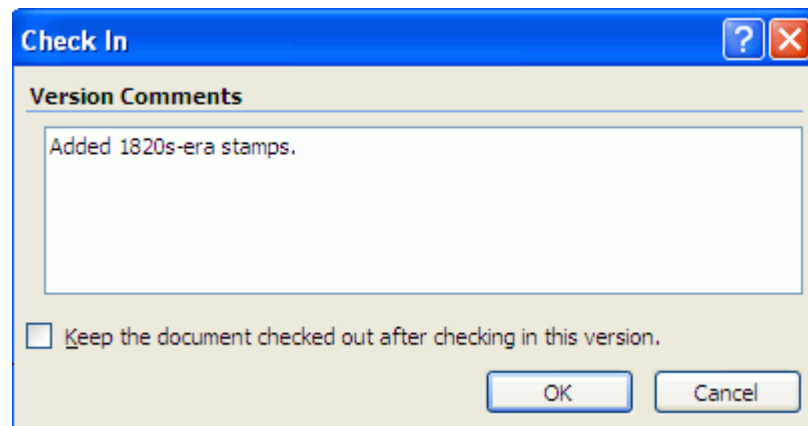 Check In
Version Comments
Added 1820s-era stamps.
Keep the document checked out after checking in this version.
OK Cancel